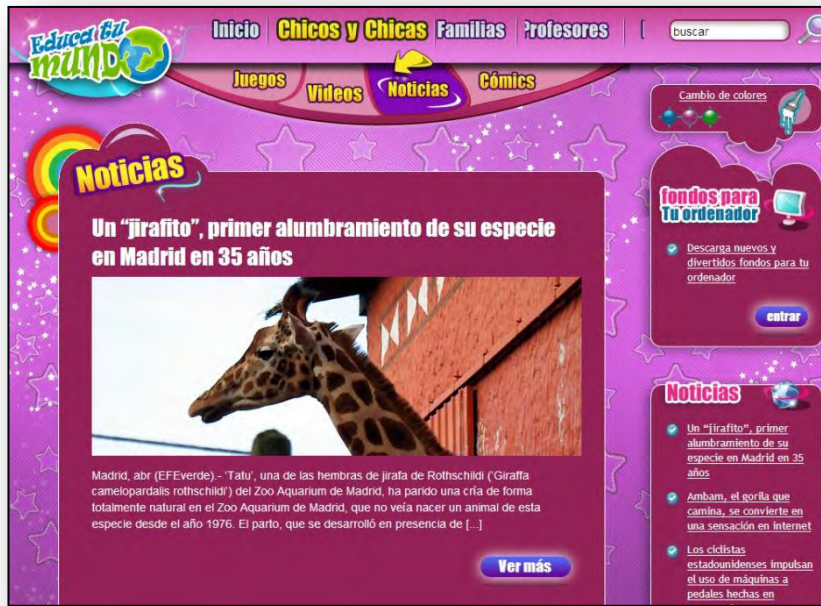 Educa tu
MUNDO
Inicio
Chicos y Chicas
Familias
Profesores
buscar
Juegos
Videos
Noticias
Cómics
Cambio de colores
Noticias
Un “jirafito”, primer alumbramiento de su especie
en Madrid en 35 años
Madrid, abr (EFEverde).- ‘Tatu’, una de las hembras de jirafa de Rothschildi (‘Giraffa
camelopardalis rothschildi’) del Zoo Aquarium de Madrid, ha parido una cría de forma
totalmente natural en el Zoo Aquarium de Madrid, que no veía nacer un animal de esta
especie desde el año 1976. El parto, que se desarrolló en presencia de [...]
Ver más
fondos para
Tu ordenador
Descarga nuevos y
divertidos fondos para tu
ordenador
entrar
Noticias
Un “jirafito”, primer
alumbramiento de su
especie en Madrid en 35
años
Ambam, el gorila que
camina, se convierte en
una sensación en internet
Los ciclistas
estadounidenses impulsan
el uso de máquinas a
pedales hechas en